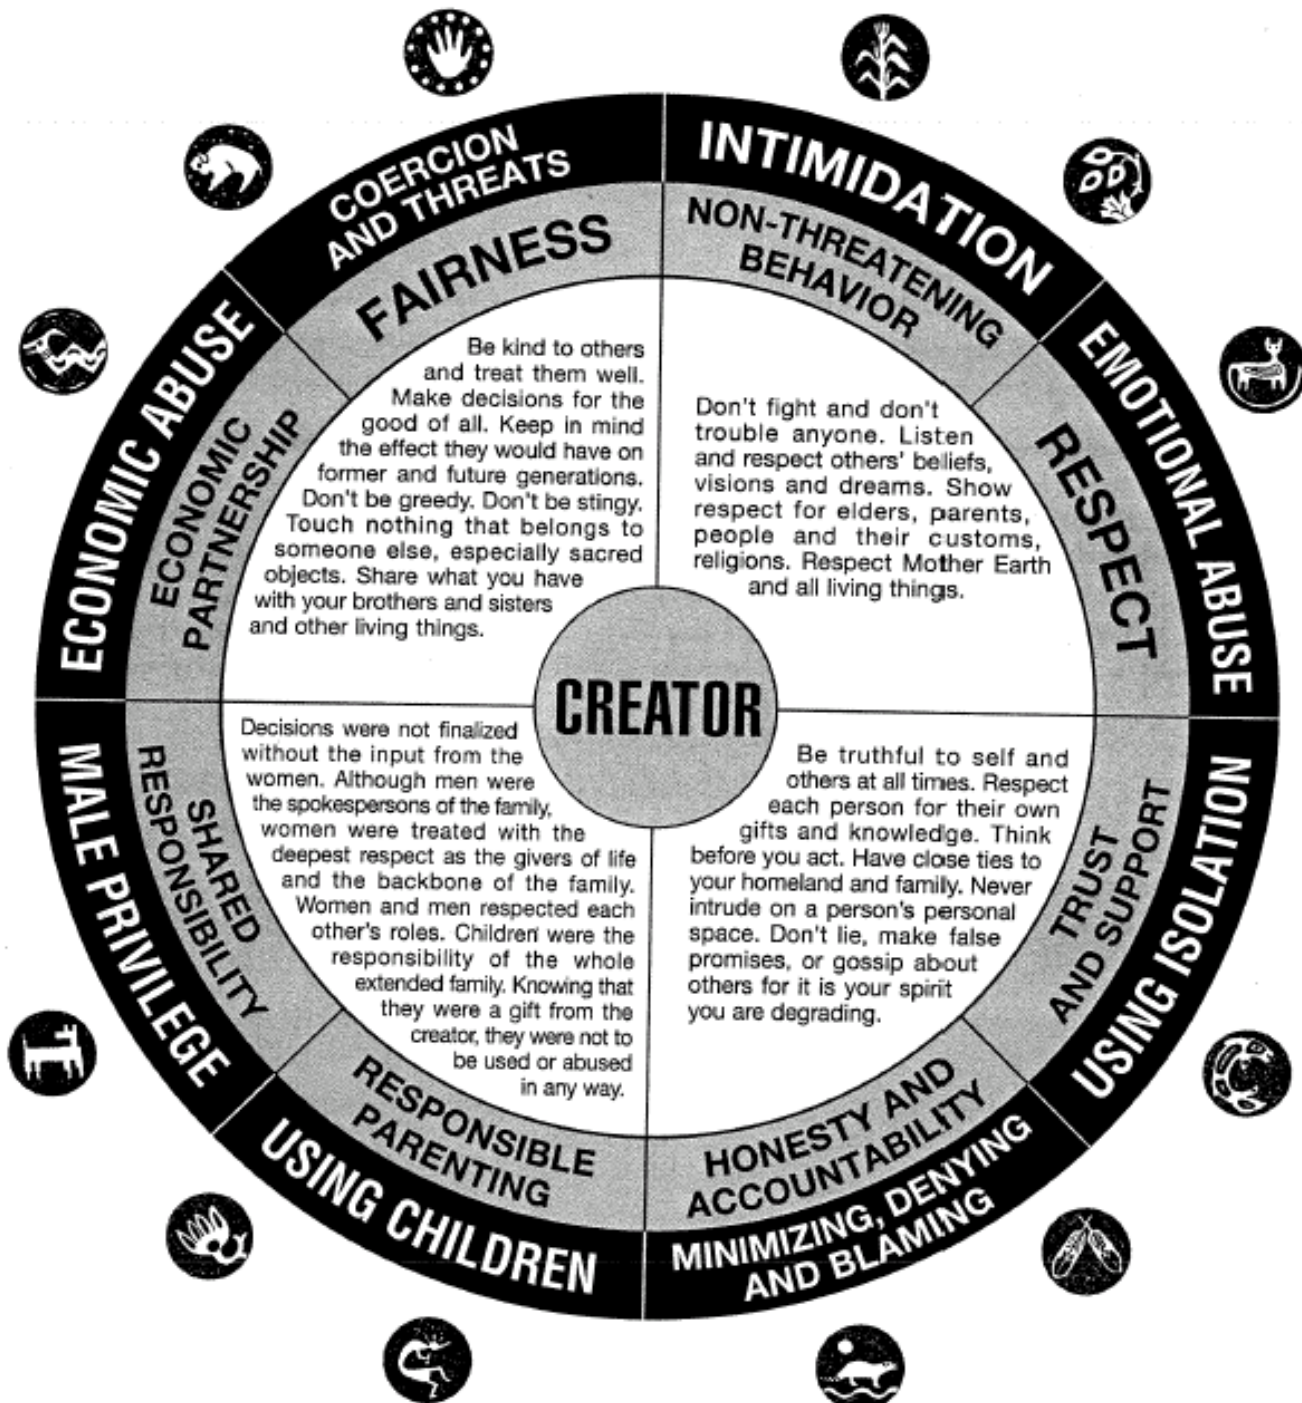 COERCION
AND THREATS
INTIMIDATION
EMOTIONAL ABUSE
USING ISOLATION
MINIMIZING, DENYING
AND BLAMING
USING CHILDREN
MALE PRIVILEGE
ECONOMIC ABUSE
FAIRNESS
NON-THREATENING
BEHAVIOR
RESPECT
TRUST
AND SUPPORT
HONESTY AND
ACCOUNTABILITY
RESPONSIBLE
PARENTING
SHARED
RESPONSIBILITY
ECONOMIC
PARTNERSHIP
Be kind to others
and treat them well.
Make decisions for the
good of all. Keep in mind
the effect they would have on
former and future generations.
Don't be greedy. Don't be stingy.
Touch nothing that belongs to
someone else, especially sacred
objects. Share what you have
with your brothers and sisters
and other living things.
Don't fight and don't
trouble anyone. Listen
and respect others' beliefs,
visions and dreams. Show
respect for elders, parents,
people and their customs,
religions. Respect Mother Earth
and all living things.
CREATOR
Decisions were not finalized
without the input from the
women. Although men were
the spokespersons of the family,
women were treated with the
deepest respect as the givers of life
and the backbone of the family.
Women and men respected each
other's roles. Children were the
responsibility of the whole
extended family. Knowing that
they were a gift from the
creator, they were not to
be used or abused
in any way.
Be truthful to self and
others at all times. Respect
each person for their own
gifts and knowledge. Think
before you act. Have close ties to
your homeland and family. Never
intrude on a person's personal
space. Don't lie, make false
promises, or gossip about
others for it is your spirit
you are degrading.